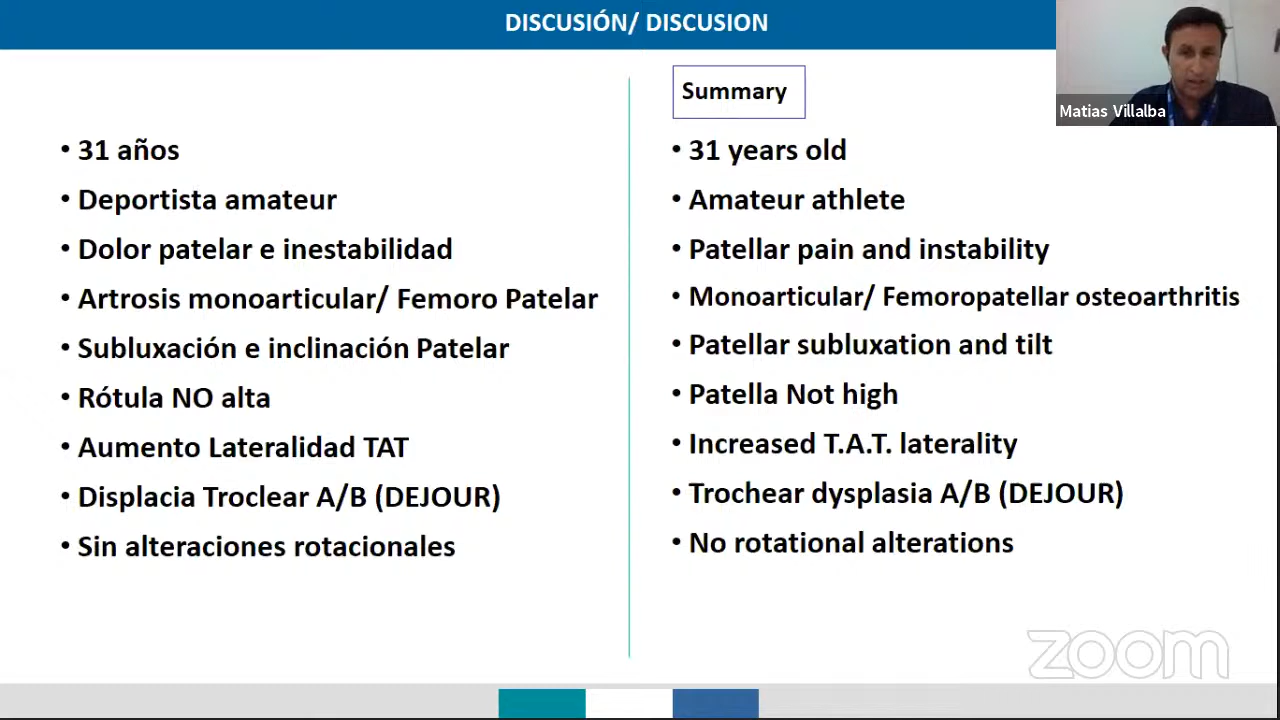 DISCUSIÓN/ DISCUSION
Matias Villalba
• 31 años
• Deportista amateur
• Dolor patelar e inestabilidad
• Artrosis monoarticular/ Femoro Patelar
• Subluxación e inclinación Patelar
• Rótula NO alta
• Aumento Lateralidad TAT
• Displacia Troclear A/B (DEJOUR)
• Sin alteraciones rotacionales
Summary
• 31 years old
• Amateur athlete
• Patellar pain and instability
• Monoarticular/ Femoropatellar osteoarthritis
• Patellar subluxation and tilt
• Patella Not high
• Increased T.A.T. laterality
• Trochear dysplasia A/B (DEJOUR)
• No rotational alterations
zoom